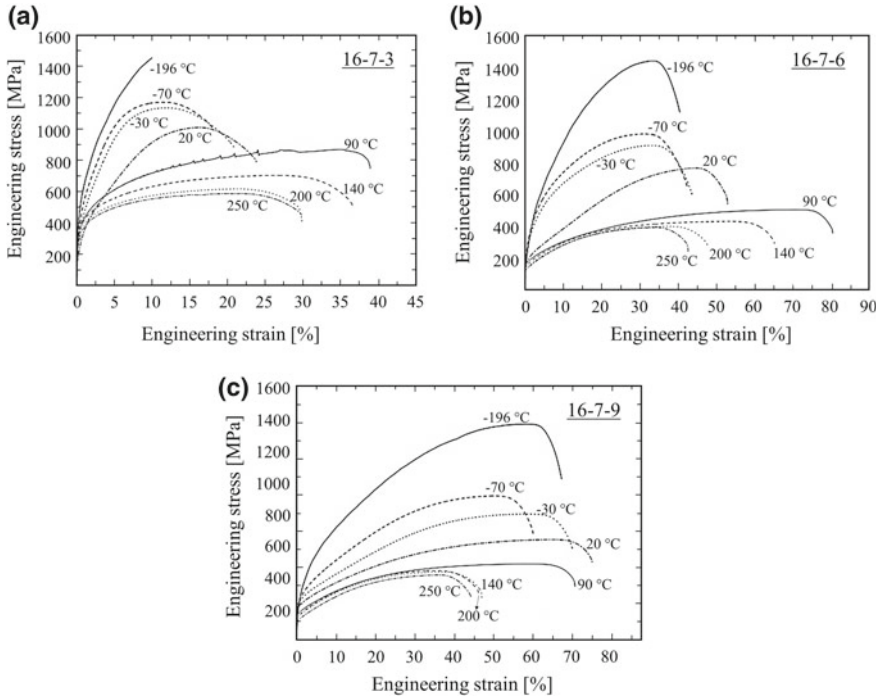 (a)
16-7-3
1600
1400
1200
1000
800
600
400
200
0
Engineering stress [MPa]
-196 °C
-70 °C
-30 °C
20 °C
90 °C
140 °C
200 °C
250 °C
0 5 10 15 20 25 30 35 40 45
Engineering strain [%]
(b)
16-7-6
1600
1400
1200
1000
800
600
400
200
0
Engineering stress [MPa]
-196 °C
-70 °C
-30 °C
20 °C
90 °C
250 °C
200 °C
140 °C
0 10 20 30 40 50 60 70 80 90
Engineering strain [%]
(c)
16-7-9
1600
1400
1200
1000
800
600
400
200
Engineering stress [MPa]
-196 °C
-70 °C
-30 °C
20 °C
90 °C
140 °C
250 °C
200 °C
0 10 20 30 40 50 60 70 80
Engineering strain [%]